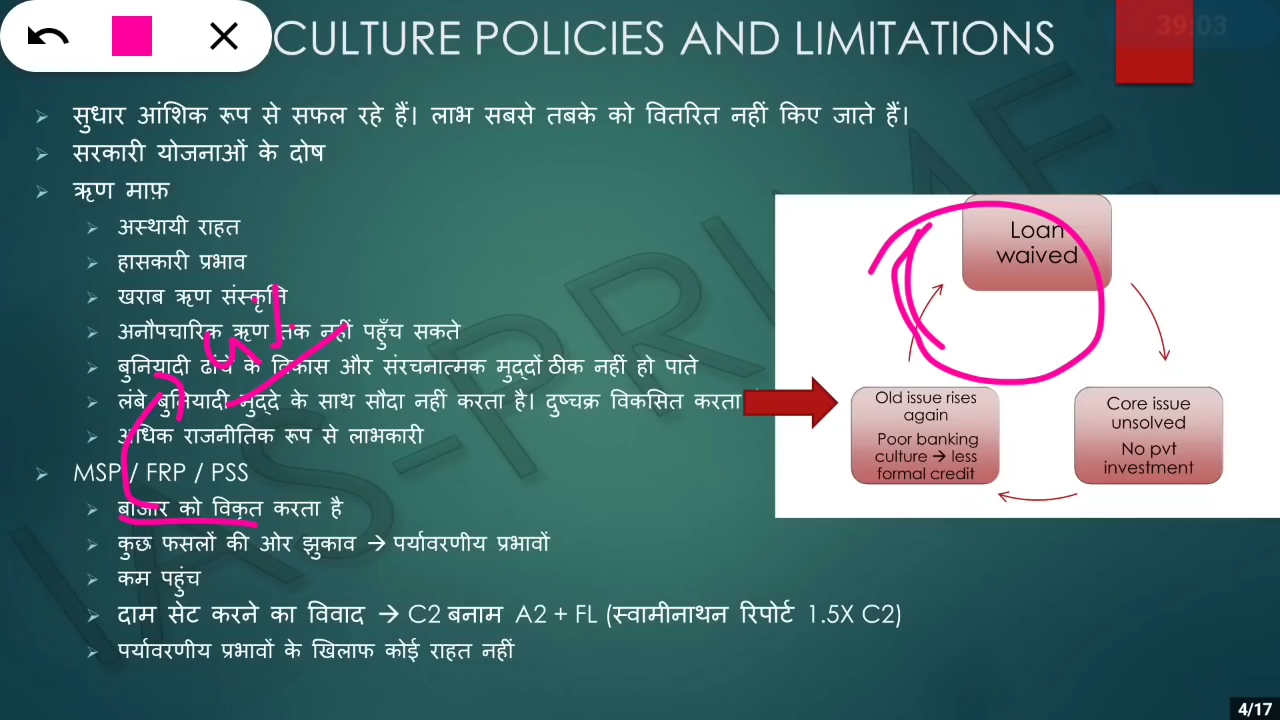 CULTURE POLICIES AND LIMITATIONS
39:03
सुधार आंशिक रूप से सफल रहे हैं। लाभ सबसे तबके को वितरित नहीं किए जाते हैं।
सरकारी योजनाओं के दोष
ऋण माफ़
अस्थायी राहत
हासकारी प्रभाव
खराब ऋण संस्कृति
अनौपचारिक ऋण तक नहीं पहुँच सकते
बुनियादी ढांचे के विकास और संरचनात्मक मुद्दों ठीक नहीं हो पाते
लंबे बुनियादी मुद्दे के साथ सौदा नहीं करता है। दुष्चक्र विकसित करता
अधिक राजनीतिक रूप से लाभकारी
MSP / FRP / PSS
बाजार को विकृत करता है
कुछ फसलों की ओर झुकाव → पर्यावरणीय प्रभावों
कम पहुंच
दाम सेट करने का विवाद → C2 बनाम A2 + FL (स्वामीनाथन रिपोर्ट 1.5X C2)
पर्यावरणीय प्रभावों के खिलाफ कोई राहत नहीं
Loan
waived
Core issue
unsolved
No pvt
investment
Old issue rises
again
Poor banking
culture → less
formal credit
IAS-PRIME
4/17